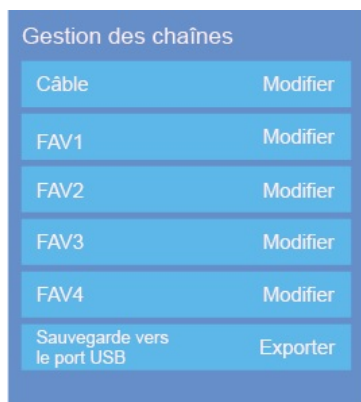 Gestion des chaînes
Câble Modifier
FAV1 Modifier
FAV2 Modifier
FAV3 Modifier
FAV4 Modifier
Sauvegarde vers
le port USB Exporter